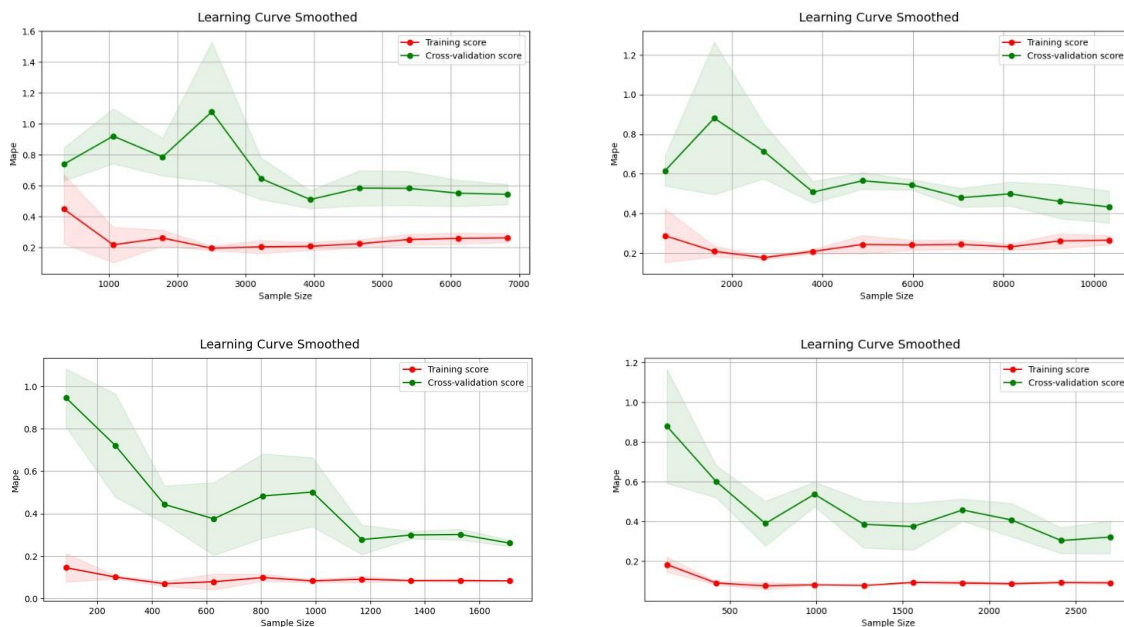 Learning Curve Smoothed
Training score
Cross-validation score
1.6
1.4
1.2
1.0
0.8
0.6
0.4
0.2
Mape
1000 2000 3000 4000 5000 6000 7000
Sample Size
Learning Curve Smoothed
Training score
Cross-validation score
1.2
1.0
0.8
0.6
0.4
0.2
Mape
2000 4000 6000 8000 10000
Sample Size
Learning Curve Smoothed
Training score
Cross-validation score
1.0
0.8
0.6
0.4
0.2
0.0
Mape
200 400 600 800 1000 1200 1400 1600
Sample Size
Learning Curve Smoothed
Training score
Cross-validation score
1.2
1.0
0.8
0.6
0.4
0.2
Mape
500 1000 1500 2000 2500
Sample Size